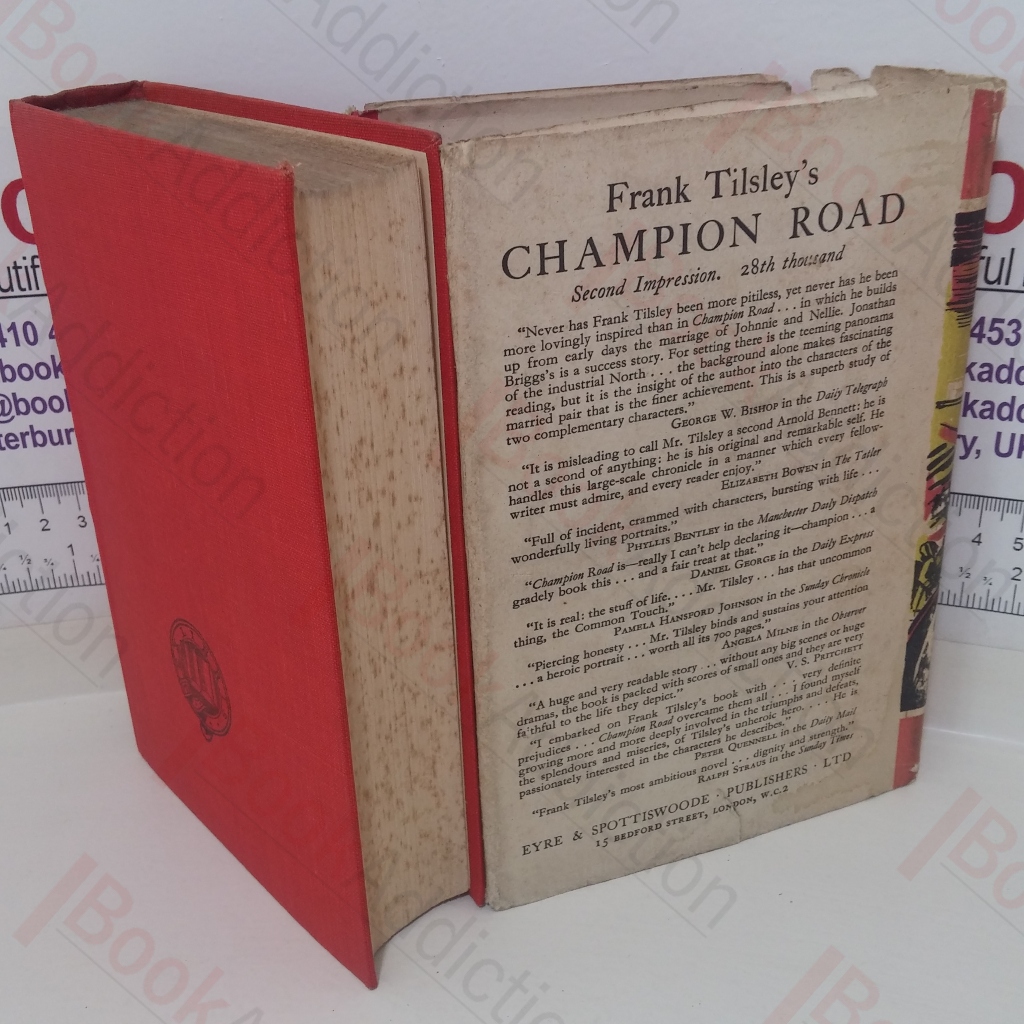 Frank Tilsley's
CHAMPION ROAD
Second Impression. 28th thousand
"Never has Frank Tilsley been more pitiless, yet never has he been
more lovingly inspired than in Champion Road . . . in which he builds
up from early days the marriage of Johnnie and Nellie. Jonathan
Briggs's is a success story. For setting there is the teeming panorama
of the industrial North . . . the background alone makes fascinating
reading, but it is the insight of the author into the characters of the
married pair that is the finer achievement. This is a superb study of
two complementary characters."
GEORGE W. BISHOP in the Daily Telegraph
"It is misleading to call Mr. Tilsley a second Arnold Bennett: he is
not a second of anything; he is his original and remarkable self. He
handles this large-scale chronicle in a manner which every fellow-
writer must admire, and every reader enjoy."
ELIZABETH BOWEN in The Tatler
"Full of incident, crammed with characters, bursting with life . . .
wonderfully living portraits."
PHYLLIS BENTLEY in the Manchester Daily Dispatch
"Champion Road is—really I can't help declaring it—champion . . . a
gradely book this . . . and a fair treat at that."
DANIEL GEORGE in the Daily Express
"It is real: the stuff of life. . . . Mr. Tilsley . . . has that uncommon
thing, the Common Touch."
PAMELA HANSFORD JOHNSON in the Sunday Chronicle
"Piercing honesty . . . Mr. Tilsley binds and sustains your attention
. . . a heroic portrait . . . worth all its 700 pages."
ANGELA MILNE in the Observer
"A huge and very readable story . . . without any big scenes or huge
dramas, the book is packed with scores of small ones and they are very
faithful to the life they depict."
V. S. PRITCHETT
"I embarked on Frank Tilsley's book with . . . very definite
prejudices . . . Champion Road overcame them all . . . I found myself
growing more and more deeply involved in the triumphs and defeats,
the splendours and miseries, of Tilsley's unheroic hero. . . . He is
passionately interested in the characters he describes."
PETER QUENNELL in the Daily Mail
"Frank Tilsley's most ambitious novel . . . dignity and strength."
RALPH STRAUS in the Sunday Times
EYRE & SPOTTISWOODE · PUBLISHERS · LTD
15 BEDFORD STREET, LONDON, W.C.2
410 4
book
@book
terbur
453
kadd
kadd
y, UK
1 2 3
4 5
BookAddiction